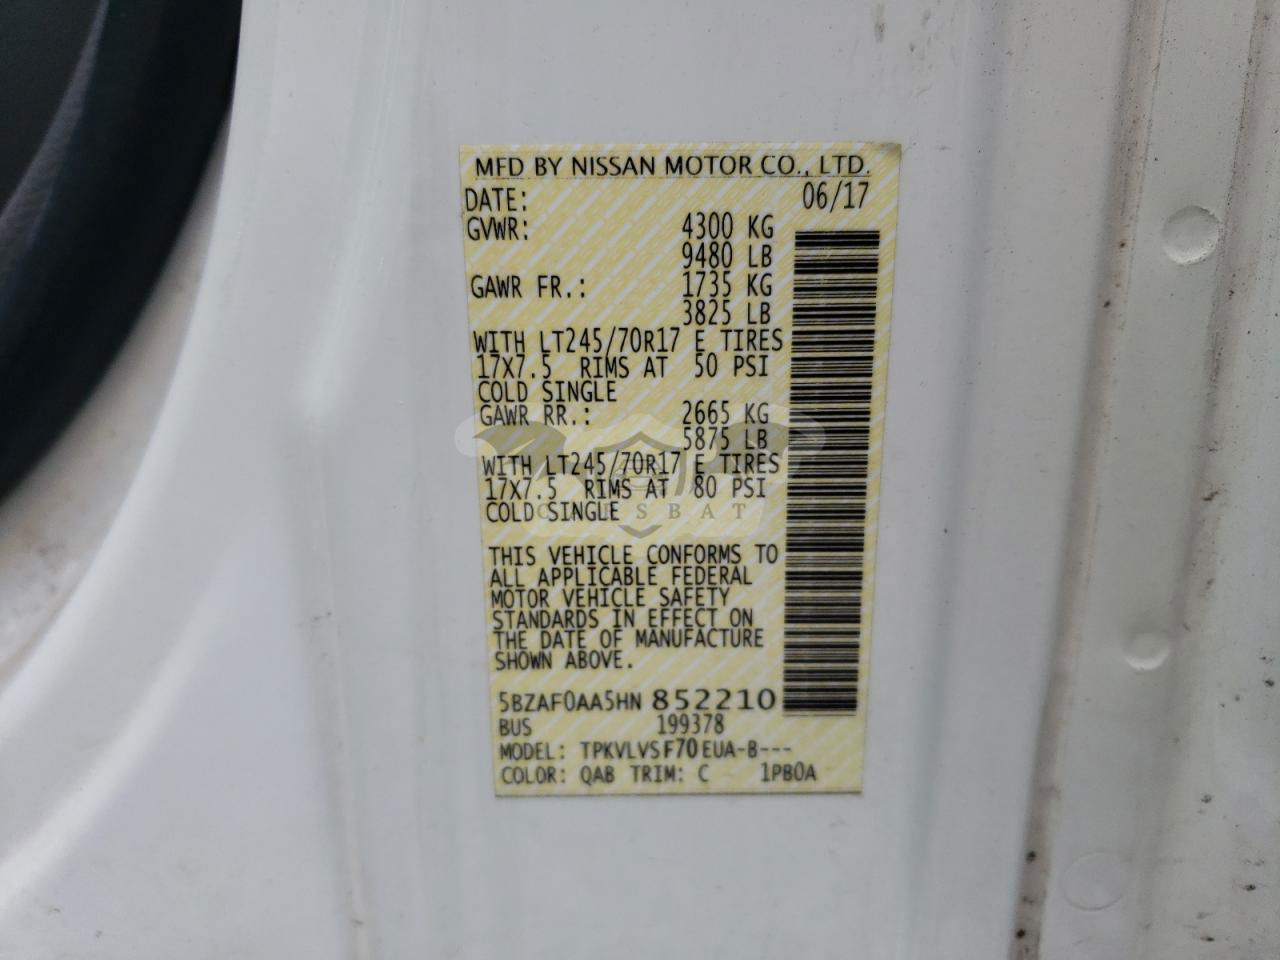 MFD BY NISSAN MOTOR CO., LTD.
DATE: 06/17
GVWR: 4300 KG
9480 LB
GAWR FR.: 1735 KG
3825 LB
WITH LT245/70R17 E TIRES
17X7.5 RIMS AT 50 PSI
COLD SINGLE
GAWR RR.: 2665 KG
5875 LB
WITH LT245/70R17 E TIRES
17X7.5 RIMS AT 80 PSI
COLD SINGLE
THIS VEHICLE CONFORMS TO
ALL APPLICABLE FEDERAL
MOTOR VEHICLE SAFETY
STANDARDS IN EFFECT ON
THE DATE OF MANUFACTURE
SHOWN ABOVE.
5BZAF0AA5HN 852210
BUS 199378
MODEL: TPKVLVSF70EUA-B---
COLOR: QAB TRIM: C 1PB0A